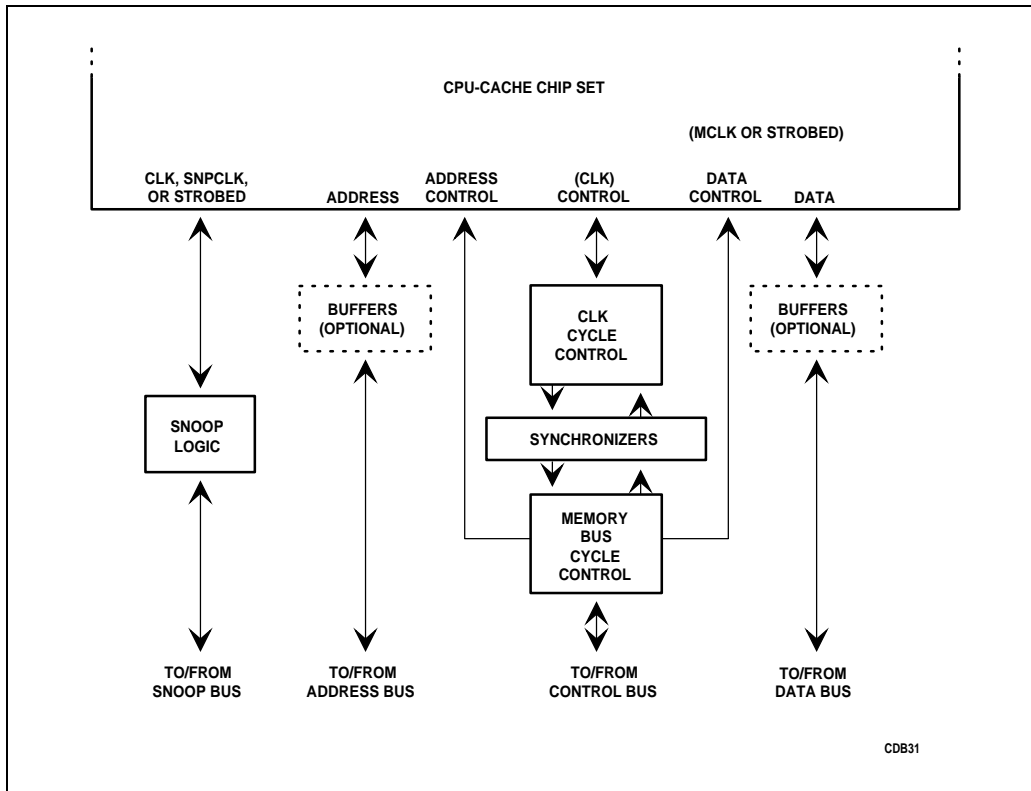 CPU-CACHE CHIP SET
(MCLK OR STROBED)
CLK, SNPCLK,
OR STROBED
ADDRESS
ADDRESS
CONTROL
(CLK)
CONTROL
DATA
CONTROL
DATA
BUFFERS
(OPTIONAL)
CLK
CYCLE
CONTROL
BUFFERS
(OPTIONAL)
SNOOP
LOGIC
SYNCHRONIZERS
MEMORY
BUS
CYCLE
CONTROL
TO/FROM
SNOOP BUS
TO/FROM
ADDRESS BUS
TO/FROM
CONTROL BUS
TO/FROM
DATA BUS
CDB31